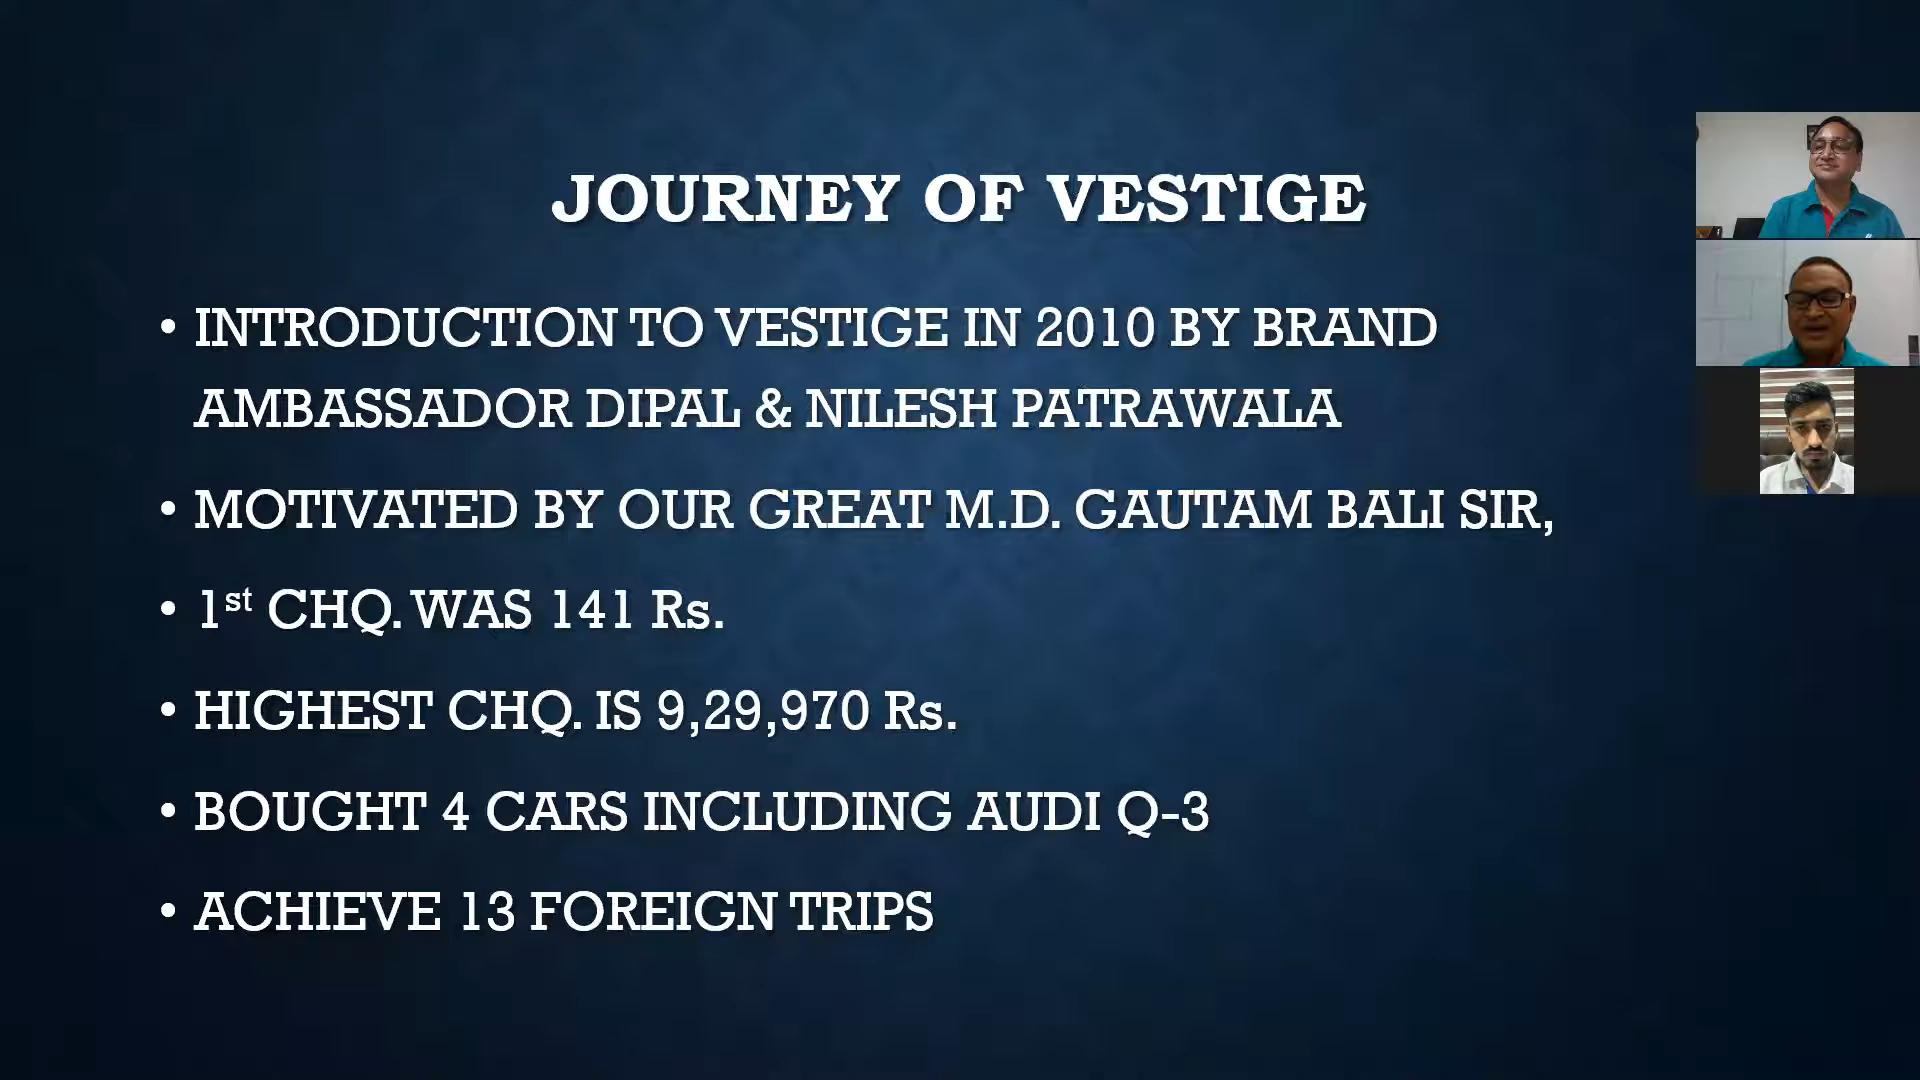 JOURNEY OF VESTIGE
• INTRODUCTION TO VESTIGE IN 2010 BY BRAND
AMBASSADOR DIPAL & NILESH PATRAWALA
• MOTIVATED BY OUR GREAT M.D. GAUTAM BALI SIR,
• 1st CHQ. WAS 141 Rs.
• HIGHEST CHQ. IS 9,29,970 Rs.
• BOUGHT 4 CARS INCLUDING AUDI Q-3
• ACHIEVE 13 FOREIGN TRIPS